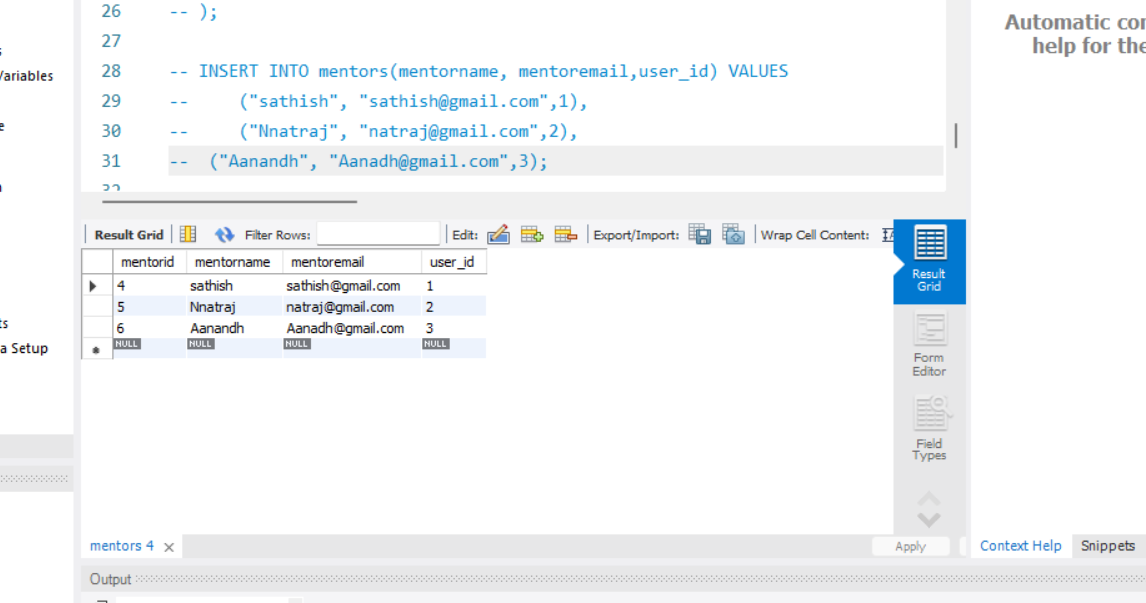 26 -- );
27
28 -- INSERT INTO mentors(mentorname, mentoremail,user_id) VALUES
29 -- ("sathish", "sathish@gmail.com",1),
30 -- ("Nnatraj", "natraj@gmail.com",2),
31 -- ("Aanandh", "Aanadh@gmail.com",3);
32
s
Variables
e
n
ts
a Setup
Automatic con
help for the
Result Grid Filter Rows: Edit: Export/Import: Wrap Cell Content:
mentorid mentorname mentoremail user_id
4 sathish sathish@gmail.com 1
5 Nnatraj natraj@gmail.com 2
6 Aanandh Aanadh@gmail.com 3
NULL NULL NULL NULL
Result
Grid
Form
Editor
Field
Types
mentors 4
Apply
Context Help Snippets
Output